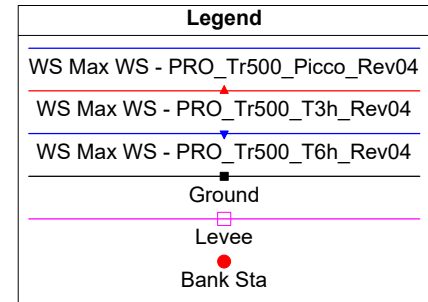 Legend
WS Max WS - PRO_Tr500_Picco_Rev04
WS Max WS - PRO_Tr500_T3h_Rev04
WS Max WS - PRO_Tr500_T6h_Rev04
Ground
Levee
Bank Sta